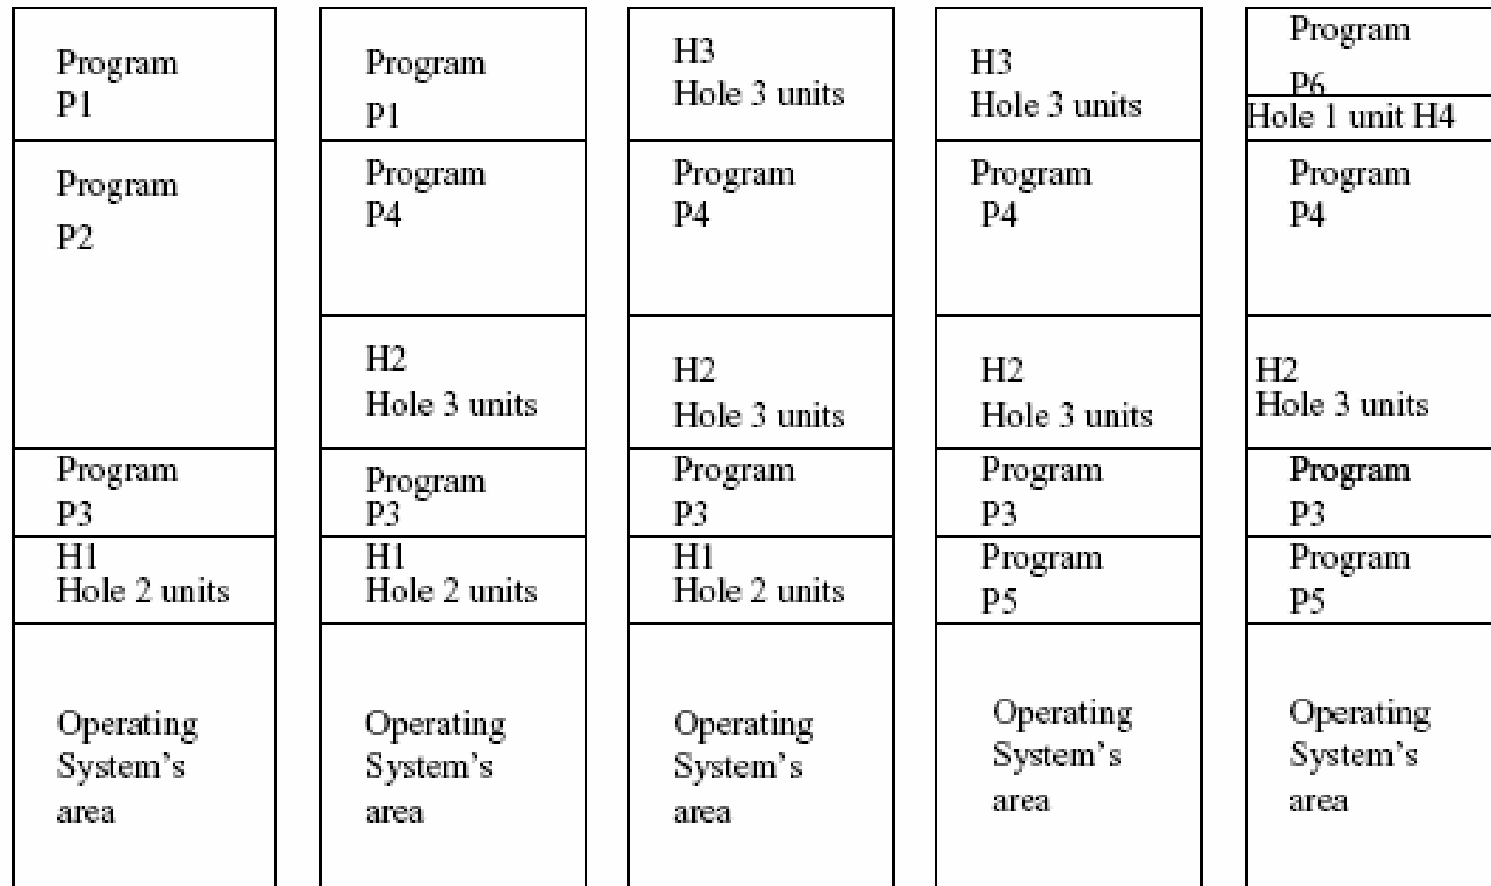 Program
P1
Program
P2
Program
P3
H1
Hole 2 units
Operating
System's
area
Program
P1
Program
P4
H2
Hole 3 units
Program
P3
H1
Hole 2 units
Operating
System's
area
H3
Hole 3 units
Program
P4
H2
Hole 3 units
Program
P3
H1
Hole 2 units
Operating
System's
area
H3
Hole 3 units
Program
P4
H2
Hole 3 units
Program
P3
Program
P5
Operating
System's
area
Program
P6
Hole 1 unit H4
Program
P4
H2
Hole 3 units
Program
P3
Program
P5
Operating
System's
area